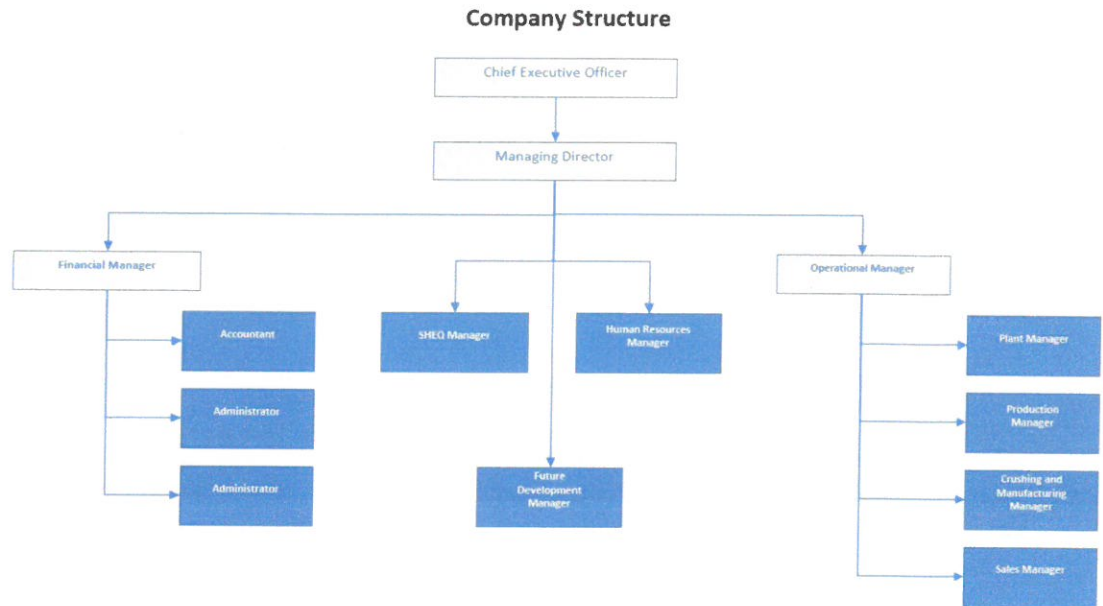 Company Structure
Chief Executive Officer
Managing Director
Financial Manager
Operational Manager
Accountant
SHEQ Manager
Human Resources
Manager
Plant Manager
Administrator
Production
Manager
Administrator
Future
Development
Manager
Crushing and
Manufacturing
Manager
Sales Manager